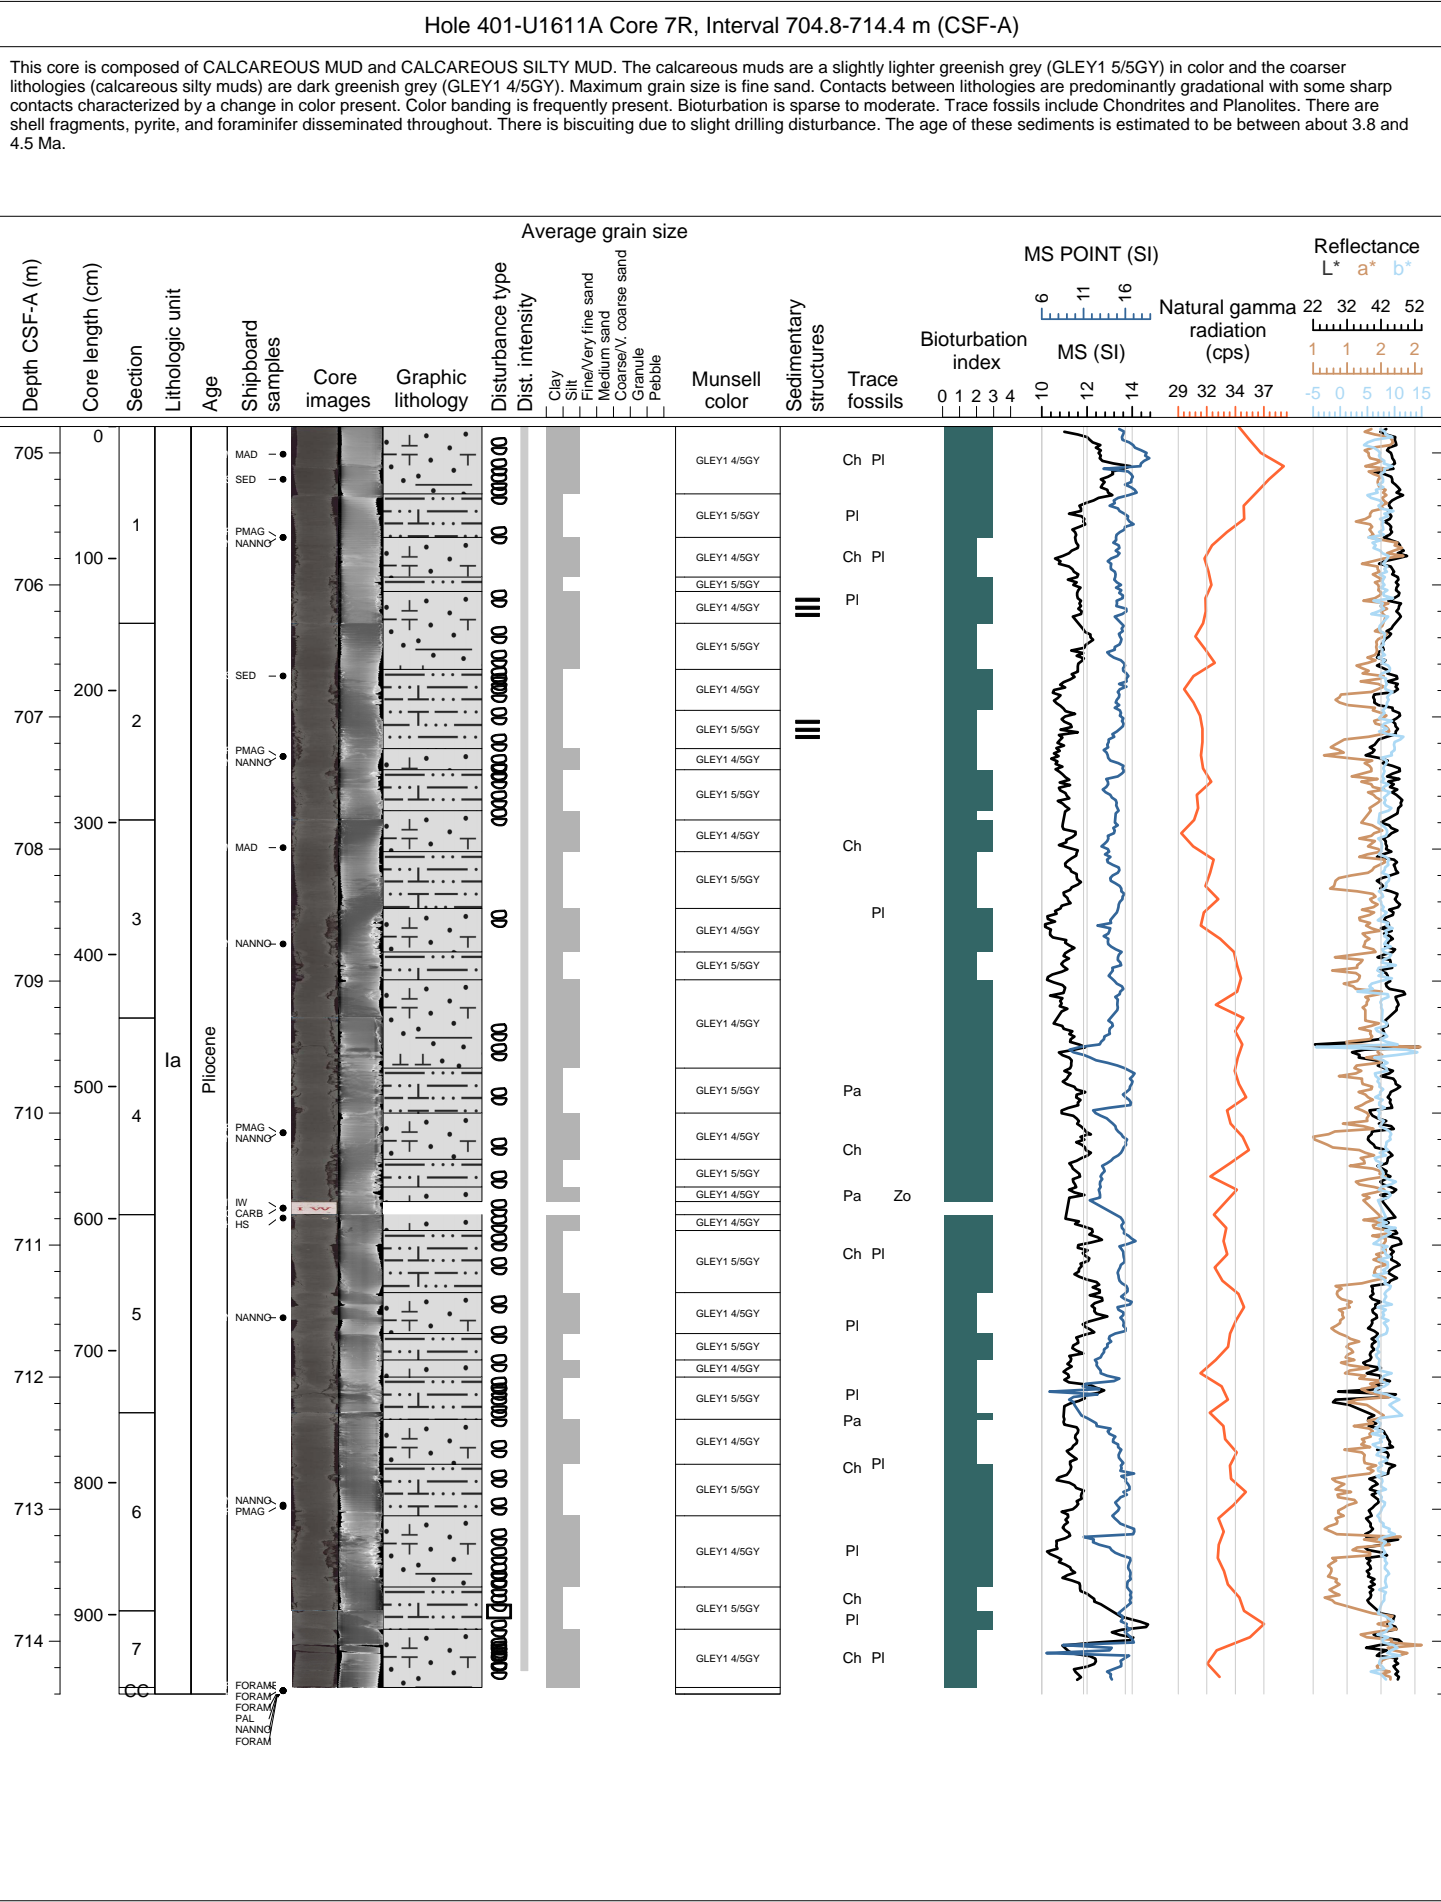 Hole 401-U1611A Core 7R, Interval 704.8-714.4 m (CSF-A)
This core is composed of CALCAREOUS MUD and CALCAREOUS SILTY MUD. The calcareous muds are a slightly lighter greenish grey (GLEY1 5/5GY) in color and the coarser
lithologies (calcareous silty muds) are dark greenish grey (GLEY1 4/5GY). Maximum grain size is fine sand. Contacts between lithologies are predominantly gradational with some sharp
contacts characterized by a change in color present. Color banding is frequently present. Bioturbation is sparse to moderate. Trace fossils include Chondrites and Planolites. There are
shell fragments, pyrite, and foraminifer disseminated throughout. There is biscuiting due to slight drilling disturbance. The age of these sediments is estimated to be between about 3.8 and
4.5 Ma.
Depth CSF-A (m)
Core length (cm)
Section
Lithologic unit
Age
Shipboard
samples
Core
images
Graphic
lithology
Disturbance type
Dist. intensity
Average grain size
Clay
Silt
Fine/Very fine sand
Medium sand
Coarse/V. coarse sand
Granule
Pebble
Munsell
color
Sedimentary
structures
Trace
fossils
Bioturbation
index
0 1 2 3 4
MS POINT (SI)
6 11 16
MS (SI)
10 12 14
Natural gamma
radiation
(cps)
29 32 34 37
Reflectance
L* a* b*
22 32 42 52
1 1 2 2
-5 0 5 10 15
705
706
707
708
709
710
711
712
713
714
0
100
200
300
400
500
600
700
800
900
1
2
3
4
5
6
7
CC
Ia
Pliocene
MAD
SED
PMAG
NANNO
SED
PMAG
NANNO
MAD
NANNO
PMAG
NANNO
IW
CARB
HS
NANNO
NANNO
PMAG
FORAM
FORAM
FORAM
PAL
NANNO
FORAM
I W
GLEY1 4/5GY
GLEY1 5/5GY
GLEY1 4/5GY
GLEY1 5/5GY
GLEY1 4/5GY
GLEY1 5/5GY
GLEY1 4/5GY
GLEY1 5/5GY
GLEY1 4/5GY
GLEY1 5/5GY
GLEY1 4/5GY
GLEY1 5/5GY
GLEY1 4/5GY
GLEY1 5/5GY
GLEY1 4/5GY
GLEY1 5/5GY
GLEY1 4/5GY
GLEY1 5/5GY
GLEY1 4/5GY
GLEY1 4/5GY
GLEY1 5/5GY
GLEY1 4/5GY
GLEY1 5/5GY
GLEY1 4/5GY
GLEY1 5/5GY
GLEY1 4/5GY
GLEY1 5/5GY
GLEY1 4/5GY
GLEY1 5/5GY
GLEY1 4/5GY
Ch Pl
Pl
Ch Pl
Pl
Ch
Pl
Pa
Ch
Pa Zo
Ch Pl
Pl
Pl
Pa
Ch Pl
Pl
Ch
Pl
Ch Pl